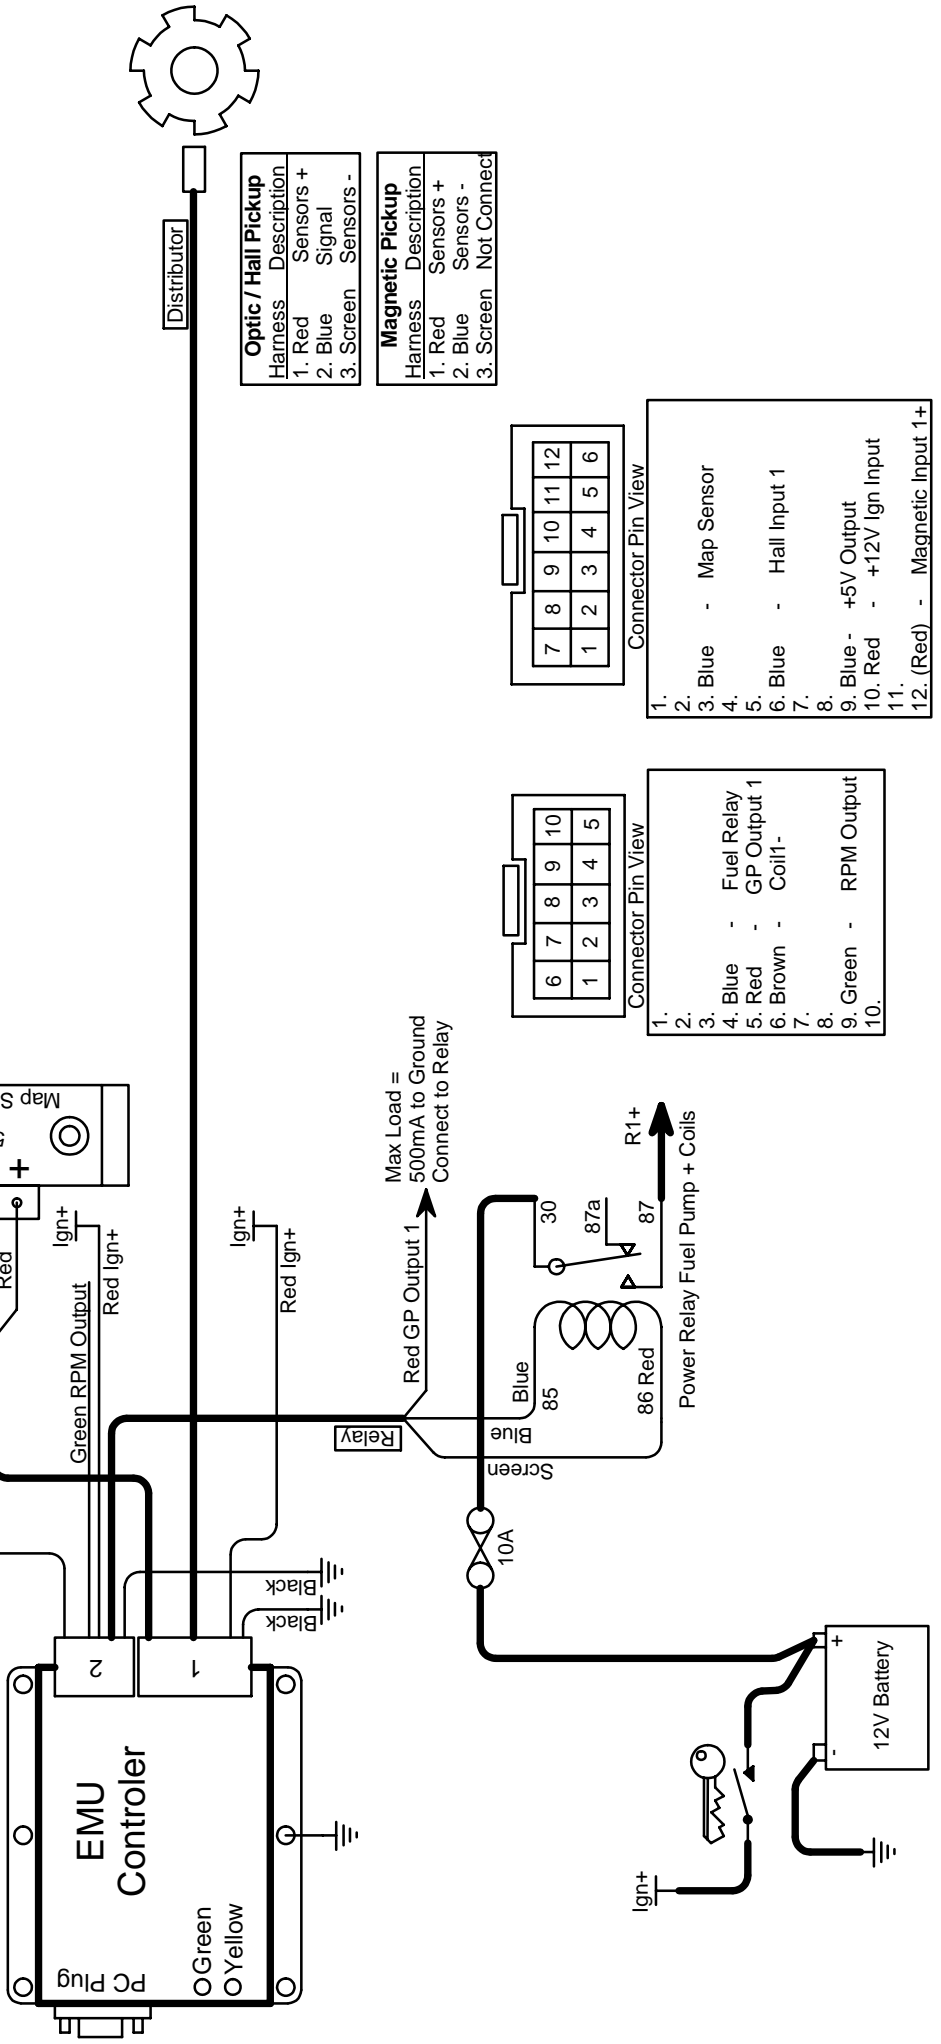 Distributor
Optic / Hall Pickup
Harness Description
1. Red Sensors +
2. Blue Signal
3. Screen Sensors -
Magnetic Pickup
Harness Description
1. Red Sensors +
2. Blue Sensors -
3. Screen Not Connect
7 8 9 10 11 12
1 2 3 4 5 6
Connector Pin View
1.
2.
3. Blue - Map Sensor
4.
5.
6. Blue - Hall Input 1
7.
8.
9. Blue - +5V Output
10. Red - +12V Ign Input
11.
12. (Red) - Magnetic Input 1+
6 7 8 9 10
1 2 3 4 5
Connector Pin View
1.
2.
3.
4. Blue - Fuel Relay
5. Red - GP Output 1
6. Brown - Coil1-
7.
8.
9. Green - RPM Output
10.
Map S
+
Red
Ign+
Red Ign+
Green RPM Output
Ign+
Red Ign+
Max Load =
500mA to Ground
Connect to Relay
Red GP Output 1
Relay
Blue
Screen
Blue
85
86 Red
30
87a
87
R1+
Power Relay Fuel Pump + Coils
10A
Black
Black
2
1
EMU
Controler
PC Plug
Green
Yellow
Ign+
+
-
12V Battery